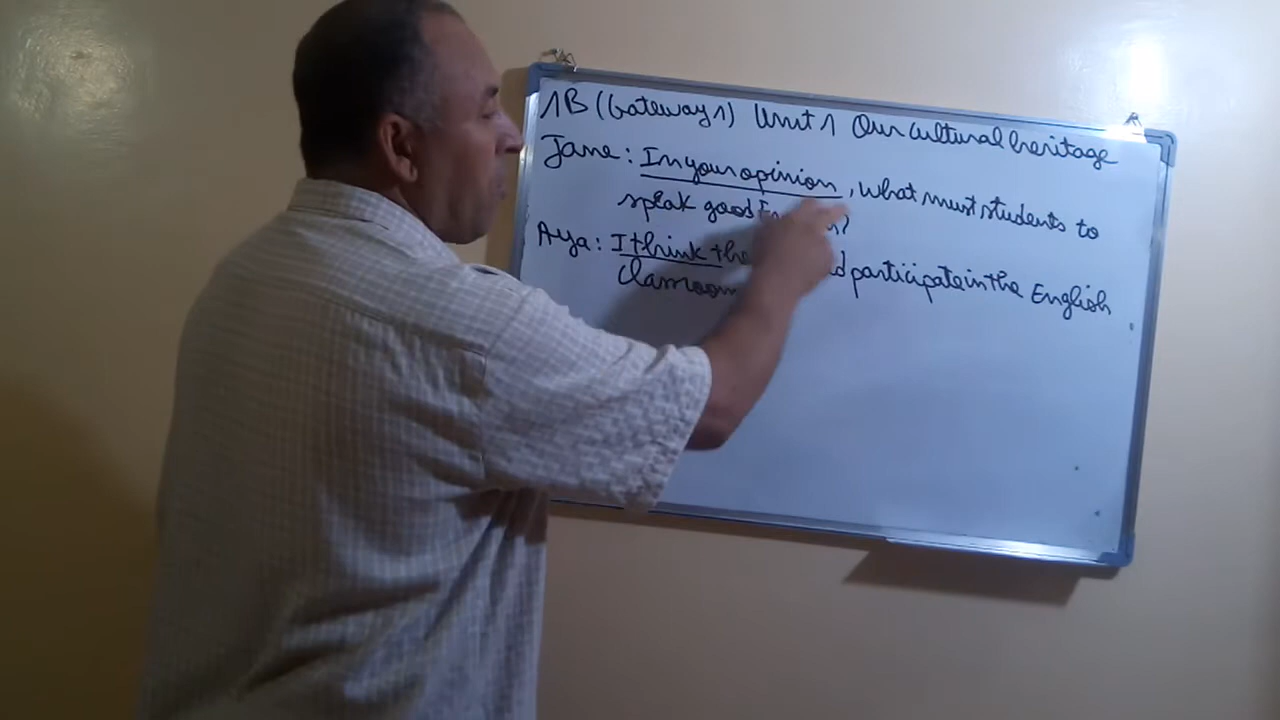 1B (Gateway 1) Unit 1 Our cultural heritage
Jane: In your opinion, what must students to
speak good
Aya: I think participate in the English
classroom